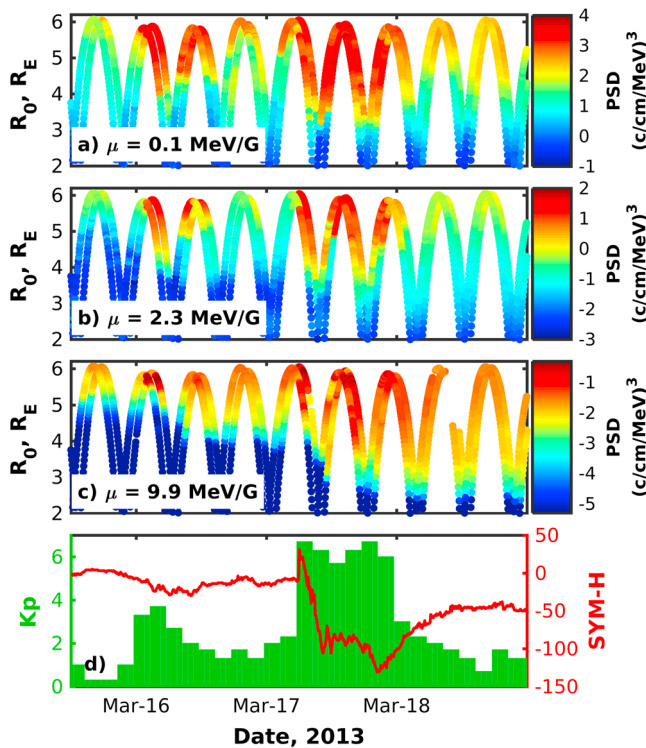 6
5
4
3
2
R0, RE
a) μ = 0.1 MeV/G
4
3
2
1
0
-1
PSD
(c/cm/MeV)³
6
5
4
3
2
R0, RE
b) μ = 2.3 MeV/G
2
1
0
-1
-2
-3
PSD
(c/cm/MeV)³
6
5
4
3
2
R0, RE
c) μ = 9.9 MeV/G
-1
-2
-3
-4
-5
PSD
(c/cm/MeV)³
6
4
2
0
Kp
d)
50
0
-50
-100
-150
SYM-H
Mar-16 Mar-17 Mar-18
Date, 2013